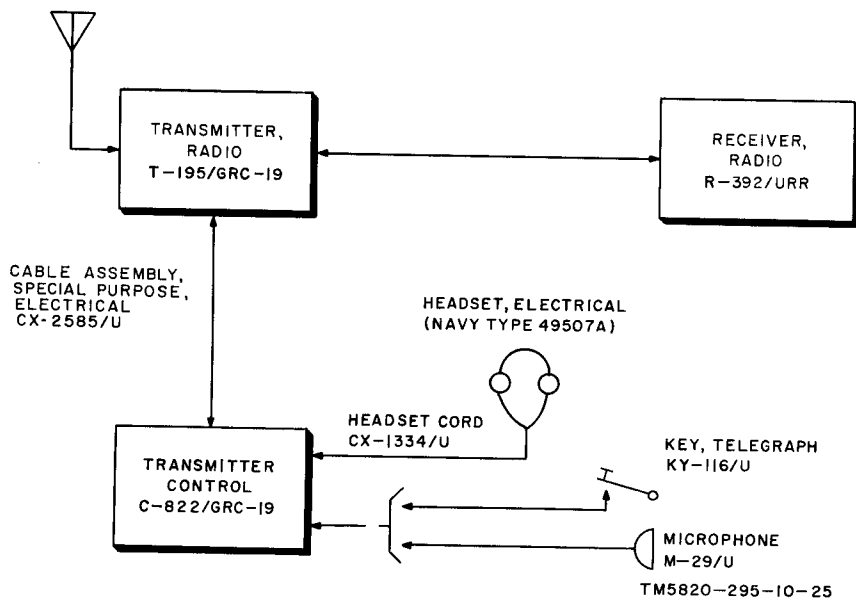 TRANSMITTER,
RADIO
T-195/GRC-19
RECEIVER,
RADIO
R-392/URR
CABLE ASSEMBLY,
SPECIAL PURPOSE,
ELECTRICAL
CX-2585/U
HEADSET, ELECTRICAL
(NAVY TYPE 49507A)
HEADSET CORD
CX-1334/U
TRANSMITTER
CONTROL
C-822/GRC-19
KEY, TELEGRAPH
KY-116/U
MICROPHONE
M-29/U
TM5820-295-10-25